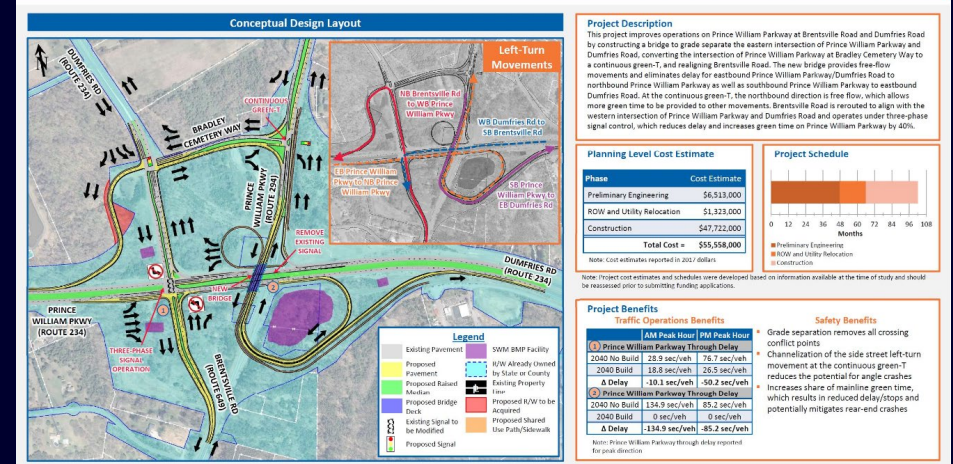 Conceptual Design Layout
N
DUMFRIES RD
(ROUTE 234)
BRADLEY
CEMETERY WAY
CONTINUOUS
GREEN-T
PRINCE
WILLIAM PKWY
(ROUTE 294)
REMOVE
EXISTING
SIGNAL
NEW
BRIDGE
1
2
DUMFRIES RD
(ROUTE 234)
PRINCE
WILLIAM PKWY
(ROUTE 234)
THREE-PHASE
SIGNAL
OPERATION
BRENTSVILLE RD
(ROUTE 649)
Left-Turn
Movements
NB Brentsville Rd
to WB Prince
William Pkwy
WB Dumfries Rd to
SB Brentsville Rd
EB Prince William
Pkwy to NB Prince
William Pkwy
SB Prince
William Pkwy to
EB Dumfries Rd
Legend
Existing Pavement
Proposed
Pavement
Proposed Raised
Median
Proposed Bridge
Deck
Existing Signal to
be Modified
Proposed Signal
SWM BMP Facility
R/W Already Owned
by State or County
Existing Property
Line
Proposed R/W to be
Acquired
Proposed Shared
Use Path/Sidewalk
Project Description
This project improves operations on Prince William Parkway at Brentsville Road and Dumfries Road
by constructing a bridge to grade separate the eastern intersection of Prince William Parkway and
Dumfries Road, converting the intersection of Prince William Parkway at Bradley Cemetery Way to
a continuous green-T, and realigning Brentsville Road. The new bridge provides free-flow
movements and eliminates delay for eastbound Prince William Parkway/Dumfries Road to
northbound Prince William Parkway as well as southbound Prince William Parkway to eastbound
Dumfries Road. At the continuous green-T, the northbound direction is free flow, which allows
more green time to be provided to other movements. Brentsville Road is rerouted to align with the
western intersection of Prince William Parkway and Dumfries Road and operates under three-phase
signal control, which reduces delay and increases green time on Prince William Parkway by 40%.
Planning Level Cost Estimate
Phase Cost Estimate
Preliminary Engineering $6,513,000
ROW and Utility Relocation $1,323,000
Construction $47,722,000
Total Cost = $55,558,000
Note: Cost estimates reported in 2017 dollars
Project Schedule
0 12 24 36 48 60 72 84 96 108
Months
Preliminary Engineering
ROW and Utility Relocation
Construction
Note: Project cost estimates and schedules were developed based on information available at the time of study and should
be reassessed prior to submitting funding applications.
Project Benefits
Traffic Operations Benefits
AM Peak Hour PM Peak Hour
1 Prince William Parkway Through Delay
2040 No Build 28.9 sec/veh 76.7 sec/veh
2040 Build 18.8 sec/veh 26.5 sec/veh
Δ Delay -10.1 sec/veh -50.2 sec/veh
2 Prince William Parkway Through Delay
2040 No Build 134.9 sec/veh 85.2 sec/veh
2040 Build 0 sec/veh 0 sec/veh
Δ Delay -134.9 sec/veh -85.2 sec/veh
Note: Prince William Parkway through delay reported
for peak direction
Safety Benefits
▪ Grade separation removes all crossing
conflict points
▪ Channelization of the side street left-turn
movement at the continuous green-T
reduces the potential for angle crashes
▪ Increases share of mainline green time,
which results in reduced delay/stops and
potentially mitigates rear-end crashes